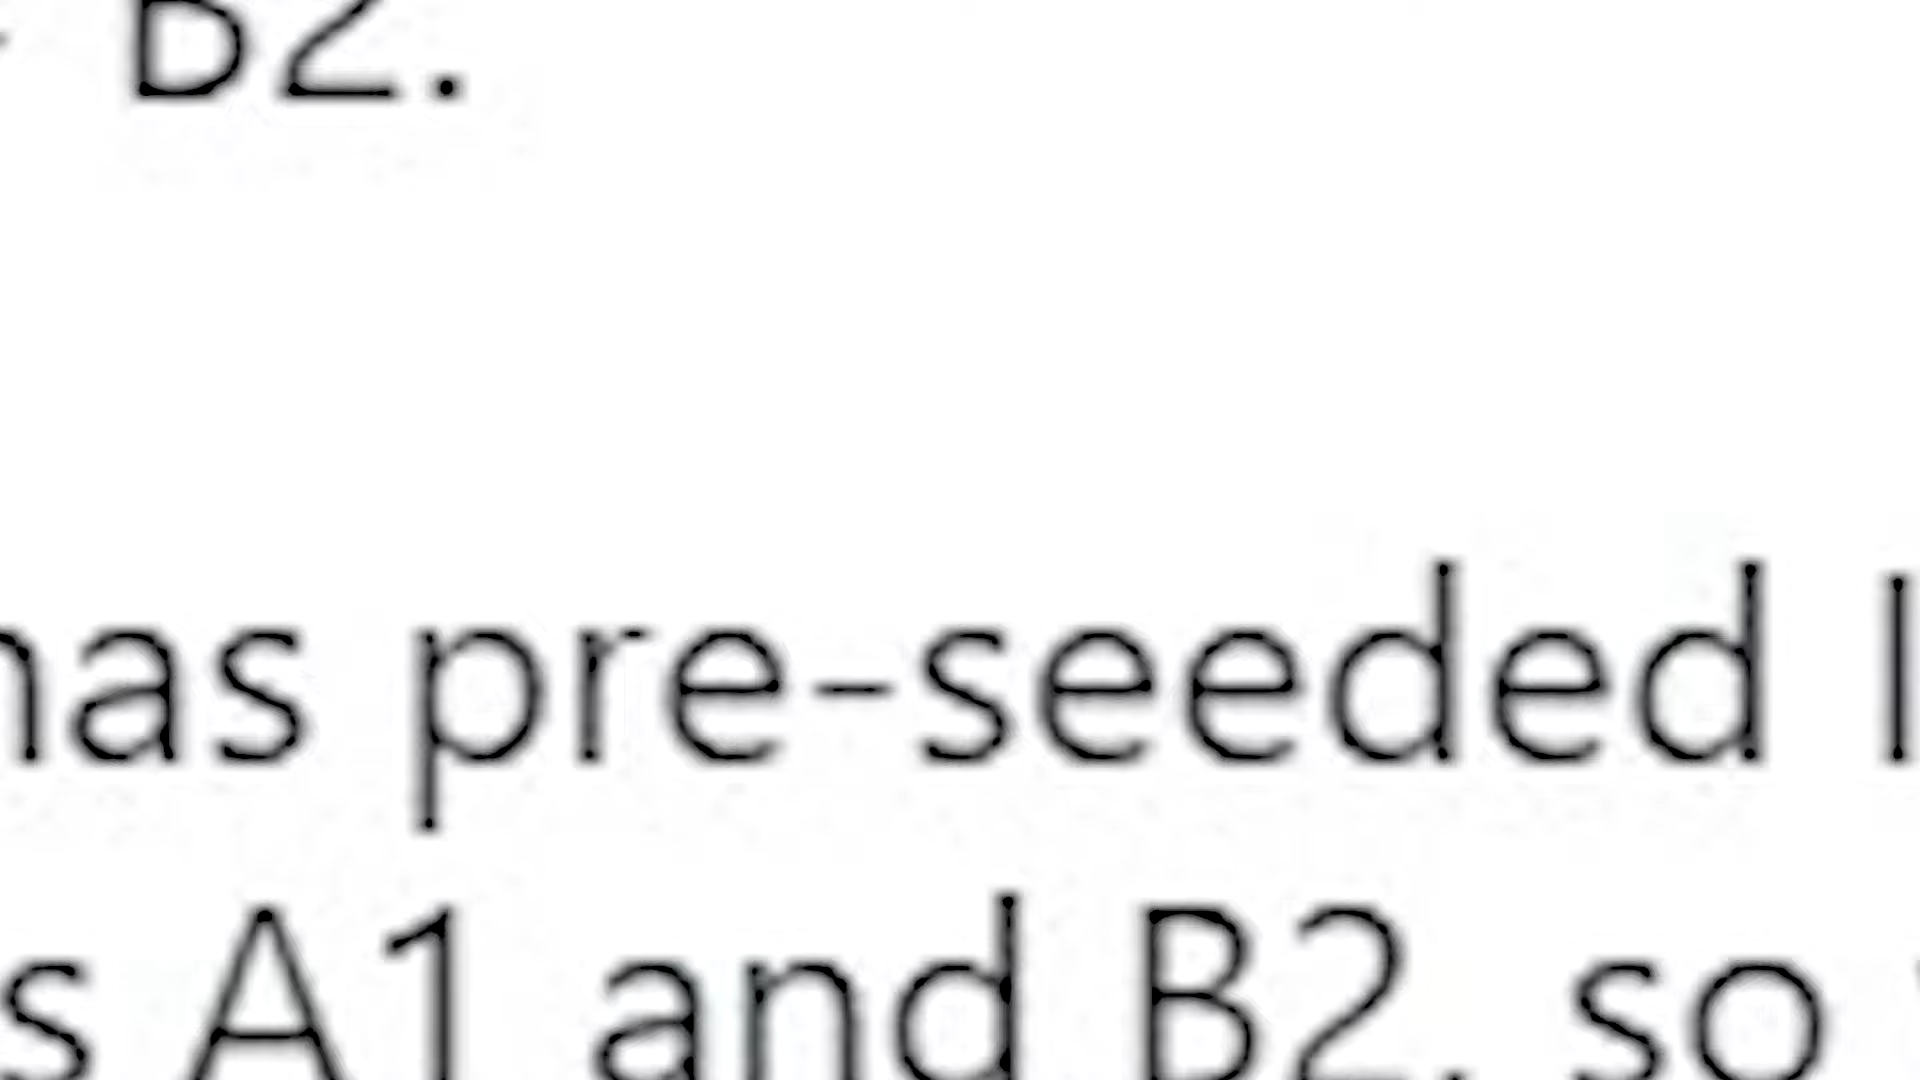 B2.
has pre-seeded I
s A1 and B2, so